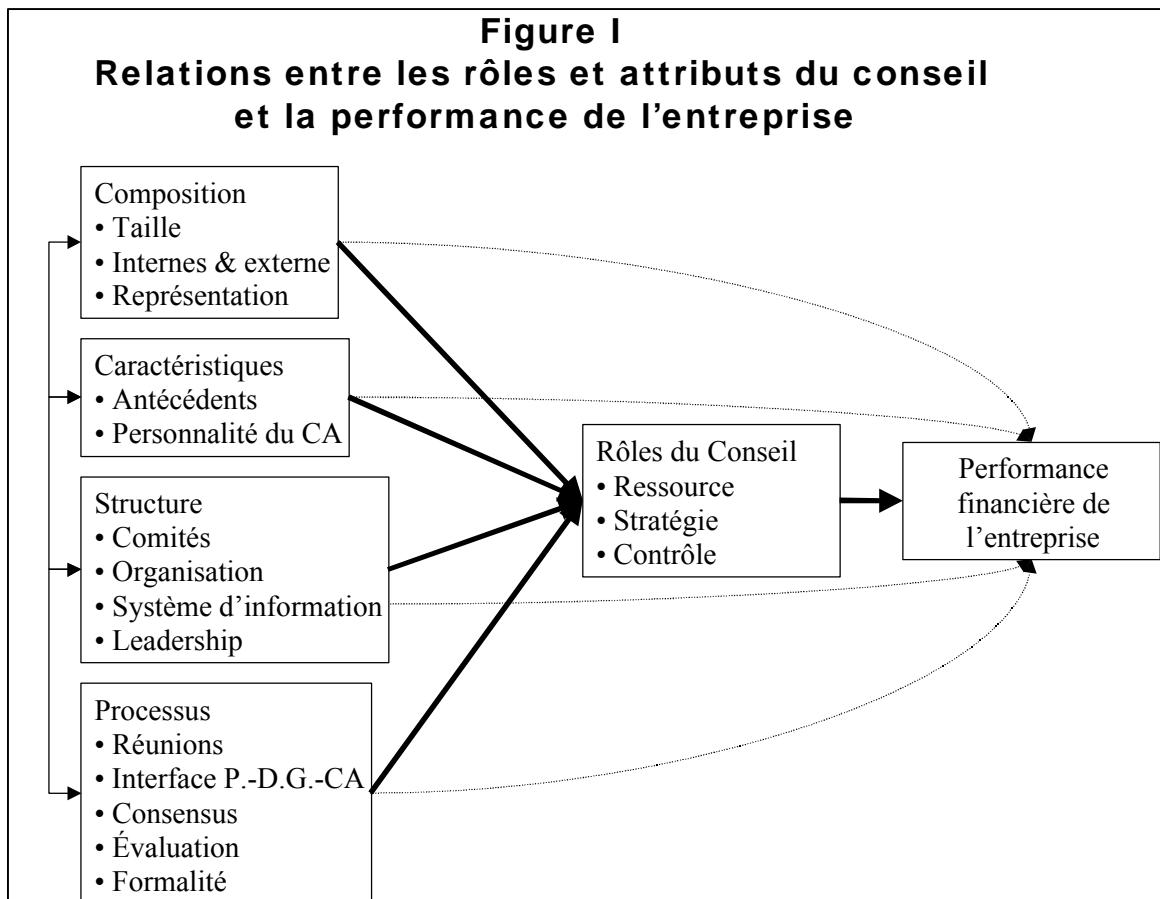 Figure I
Relations entre les rôles et attributs du conseil
et la performance de l'entreprise
Composition
• Taille
• Internes & externe
• Représentation
Caractéristiques
• Antécédents
• Personnalité du CA
Structure
• Comités
• Organisation
• Système d'information
• Leadership
Processus
• Réunions
• Interface P.-D.G.-CA
• Consensus
• Évaluation
• Formalité
Rôles du Conseil
• Ressource
• Stratégie
• Contrôle
Performance
financière de
l'entreprise